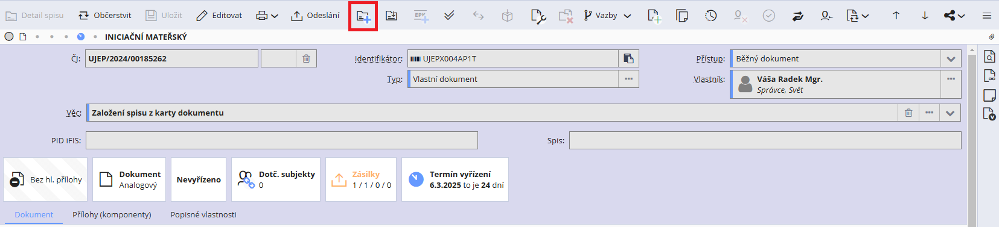 Detail spisu Občerstvit Uložit Editovat Odeslání EPK Vazby
INICIAČNÍ MATEŘSKÝ
ČJ: UJEP/2024/00185262 Identifikátor: UJEPX004AP1T Přístup: Běžný dokument
Typ: Vlastní dokument Vlastník: Váša Radek Mgr.
Správce, Svět
Věc: Založení spisu z karty dokumentu
PID iFIS: Spis:
Bez hl. přílohy
Dokument
Analogový
Nevyřízeno
Dotč. subjekty
0
Zásilky
1 / 1 / 0 / 0
Termín vyřízení
6.3.2025 to je 24 dní
Dokument Přílohy (komponenty) Popisné vlastnosti